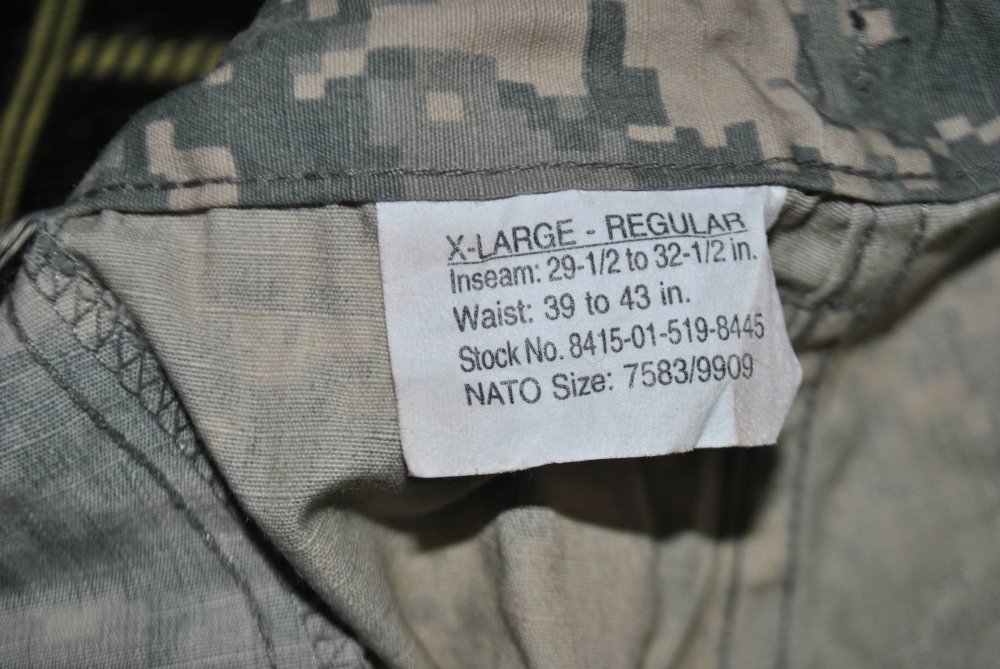 X-LARGE - REGULAR
Inseam: 29-1/2 to 32-1/2 in.
Waist: 39 to 43 in.
Stock No. 8415-01-519-8445
NATO Size: 7583/9909